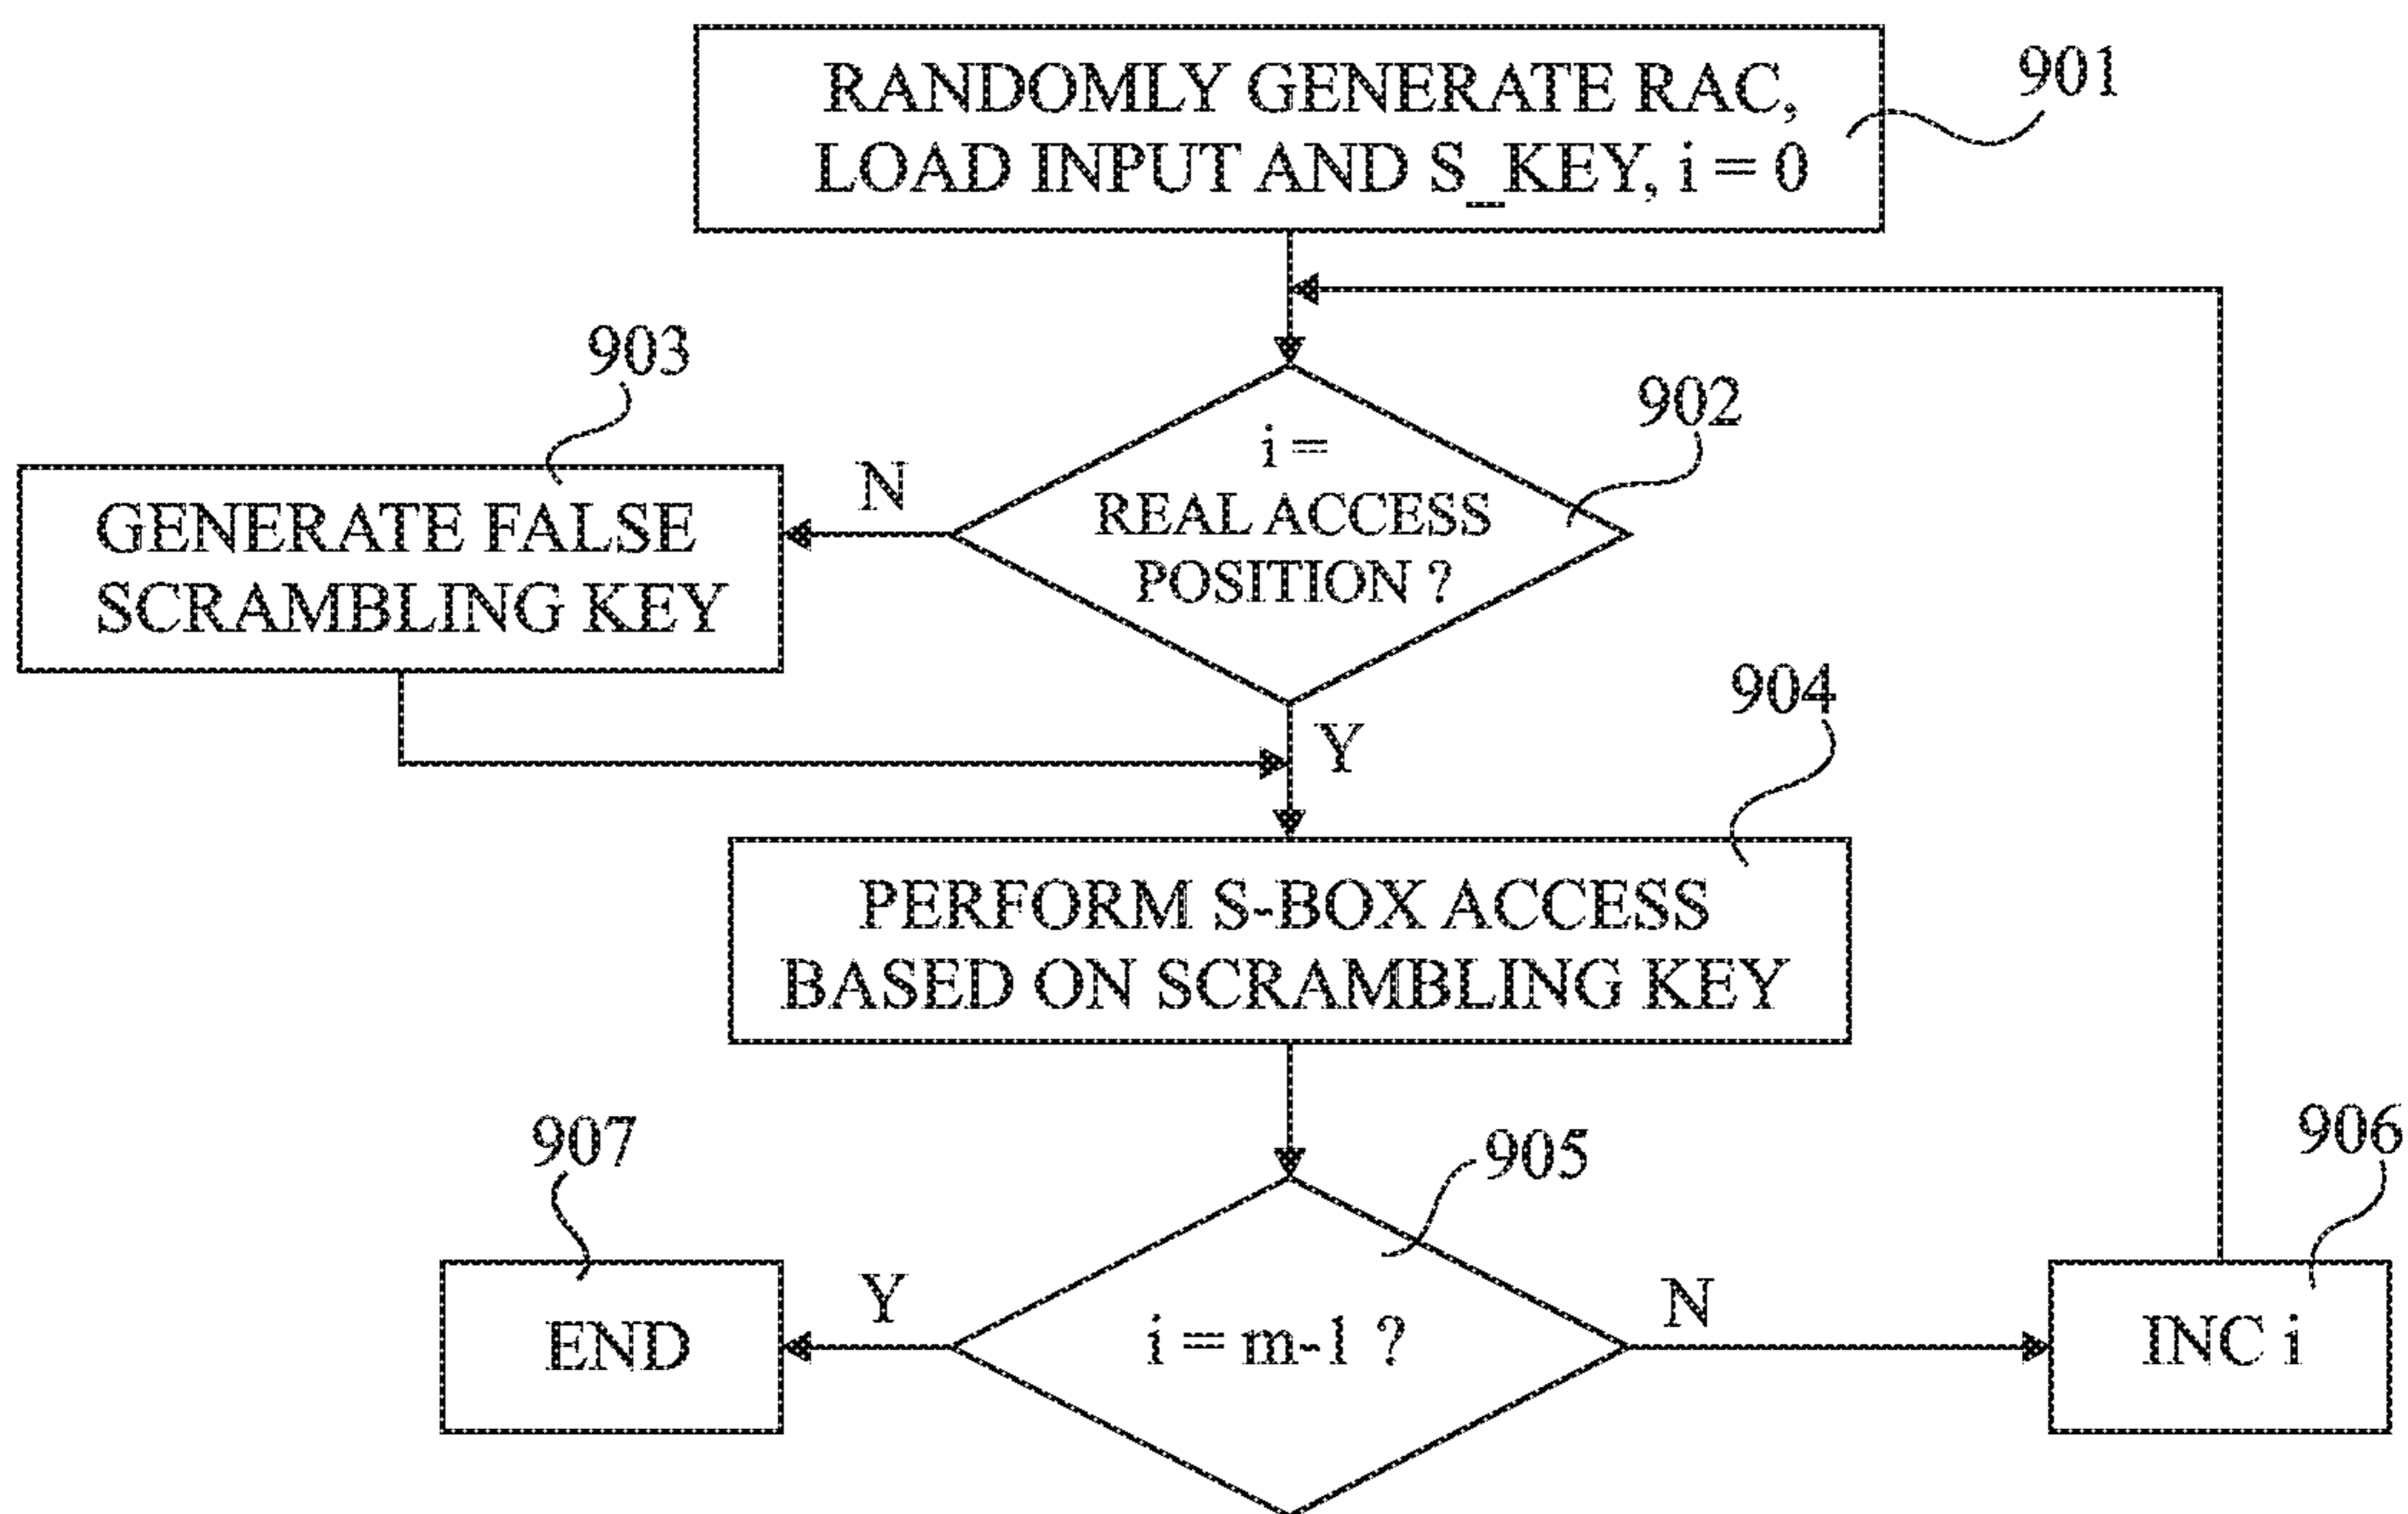 RANDOMLY GENERATE RAC,
LOAD INPUT AND S_KEY, i = 0
901
903
902
i =
REAL ACCESS
POSITION ?
N
GENERATE FALSE
SCRAMBLING KEY
904
Y
PERFORM S-BOX ACCESS
BASED ON SCRAMBLING KEY
907
905
906
END
Y
i = m-1 ?
N
INC i